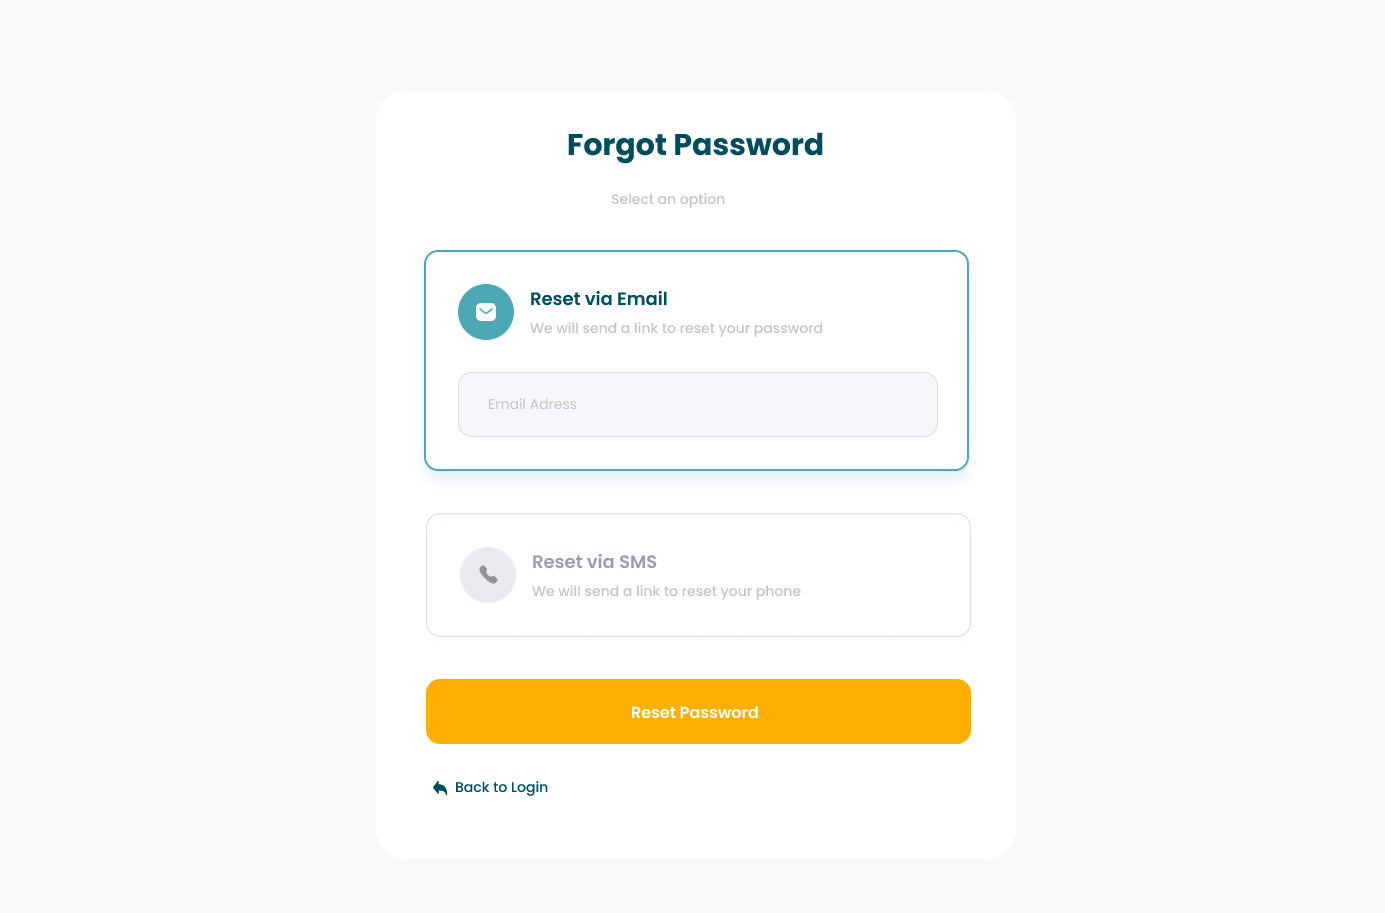 Forgot Password
Select an option
Reset via Email
We will send a link to reset your password
Email Adress
Reset via SMS
We will send a link to reset your phone
Reset Password
Back to Login